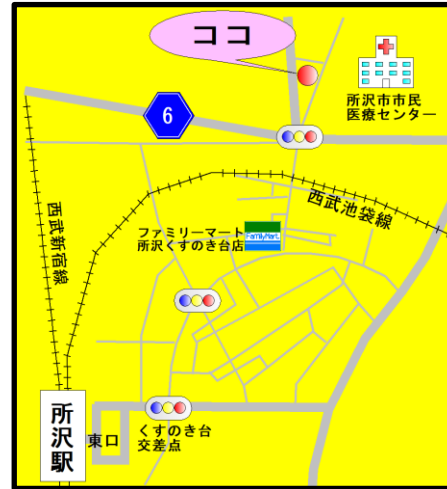 ココ
所沢市市民
医療センター
6
西武新宿線
西武池袋線
ファミリーマート
所沢くすのき台店
FamilyMart
所沢駅
東口
くすのき台
交差点